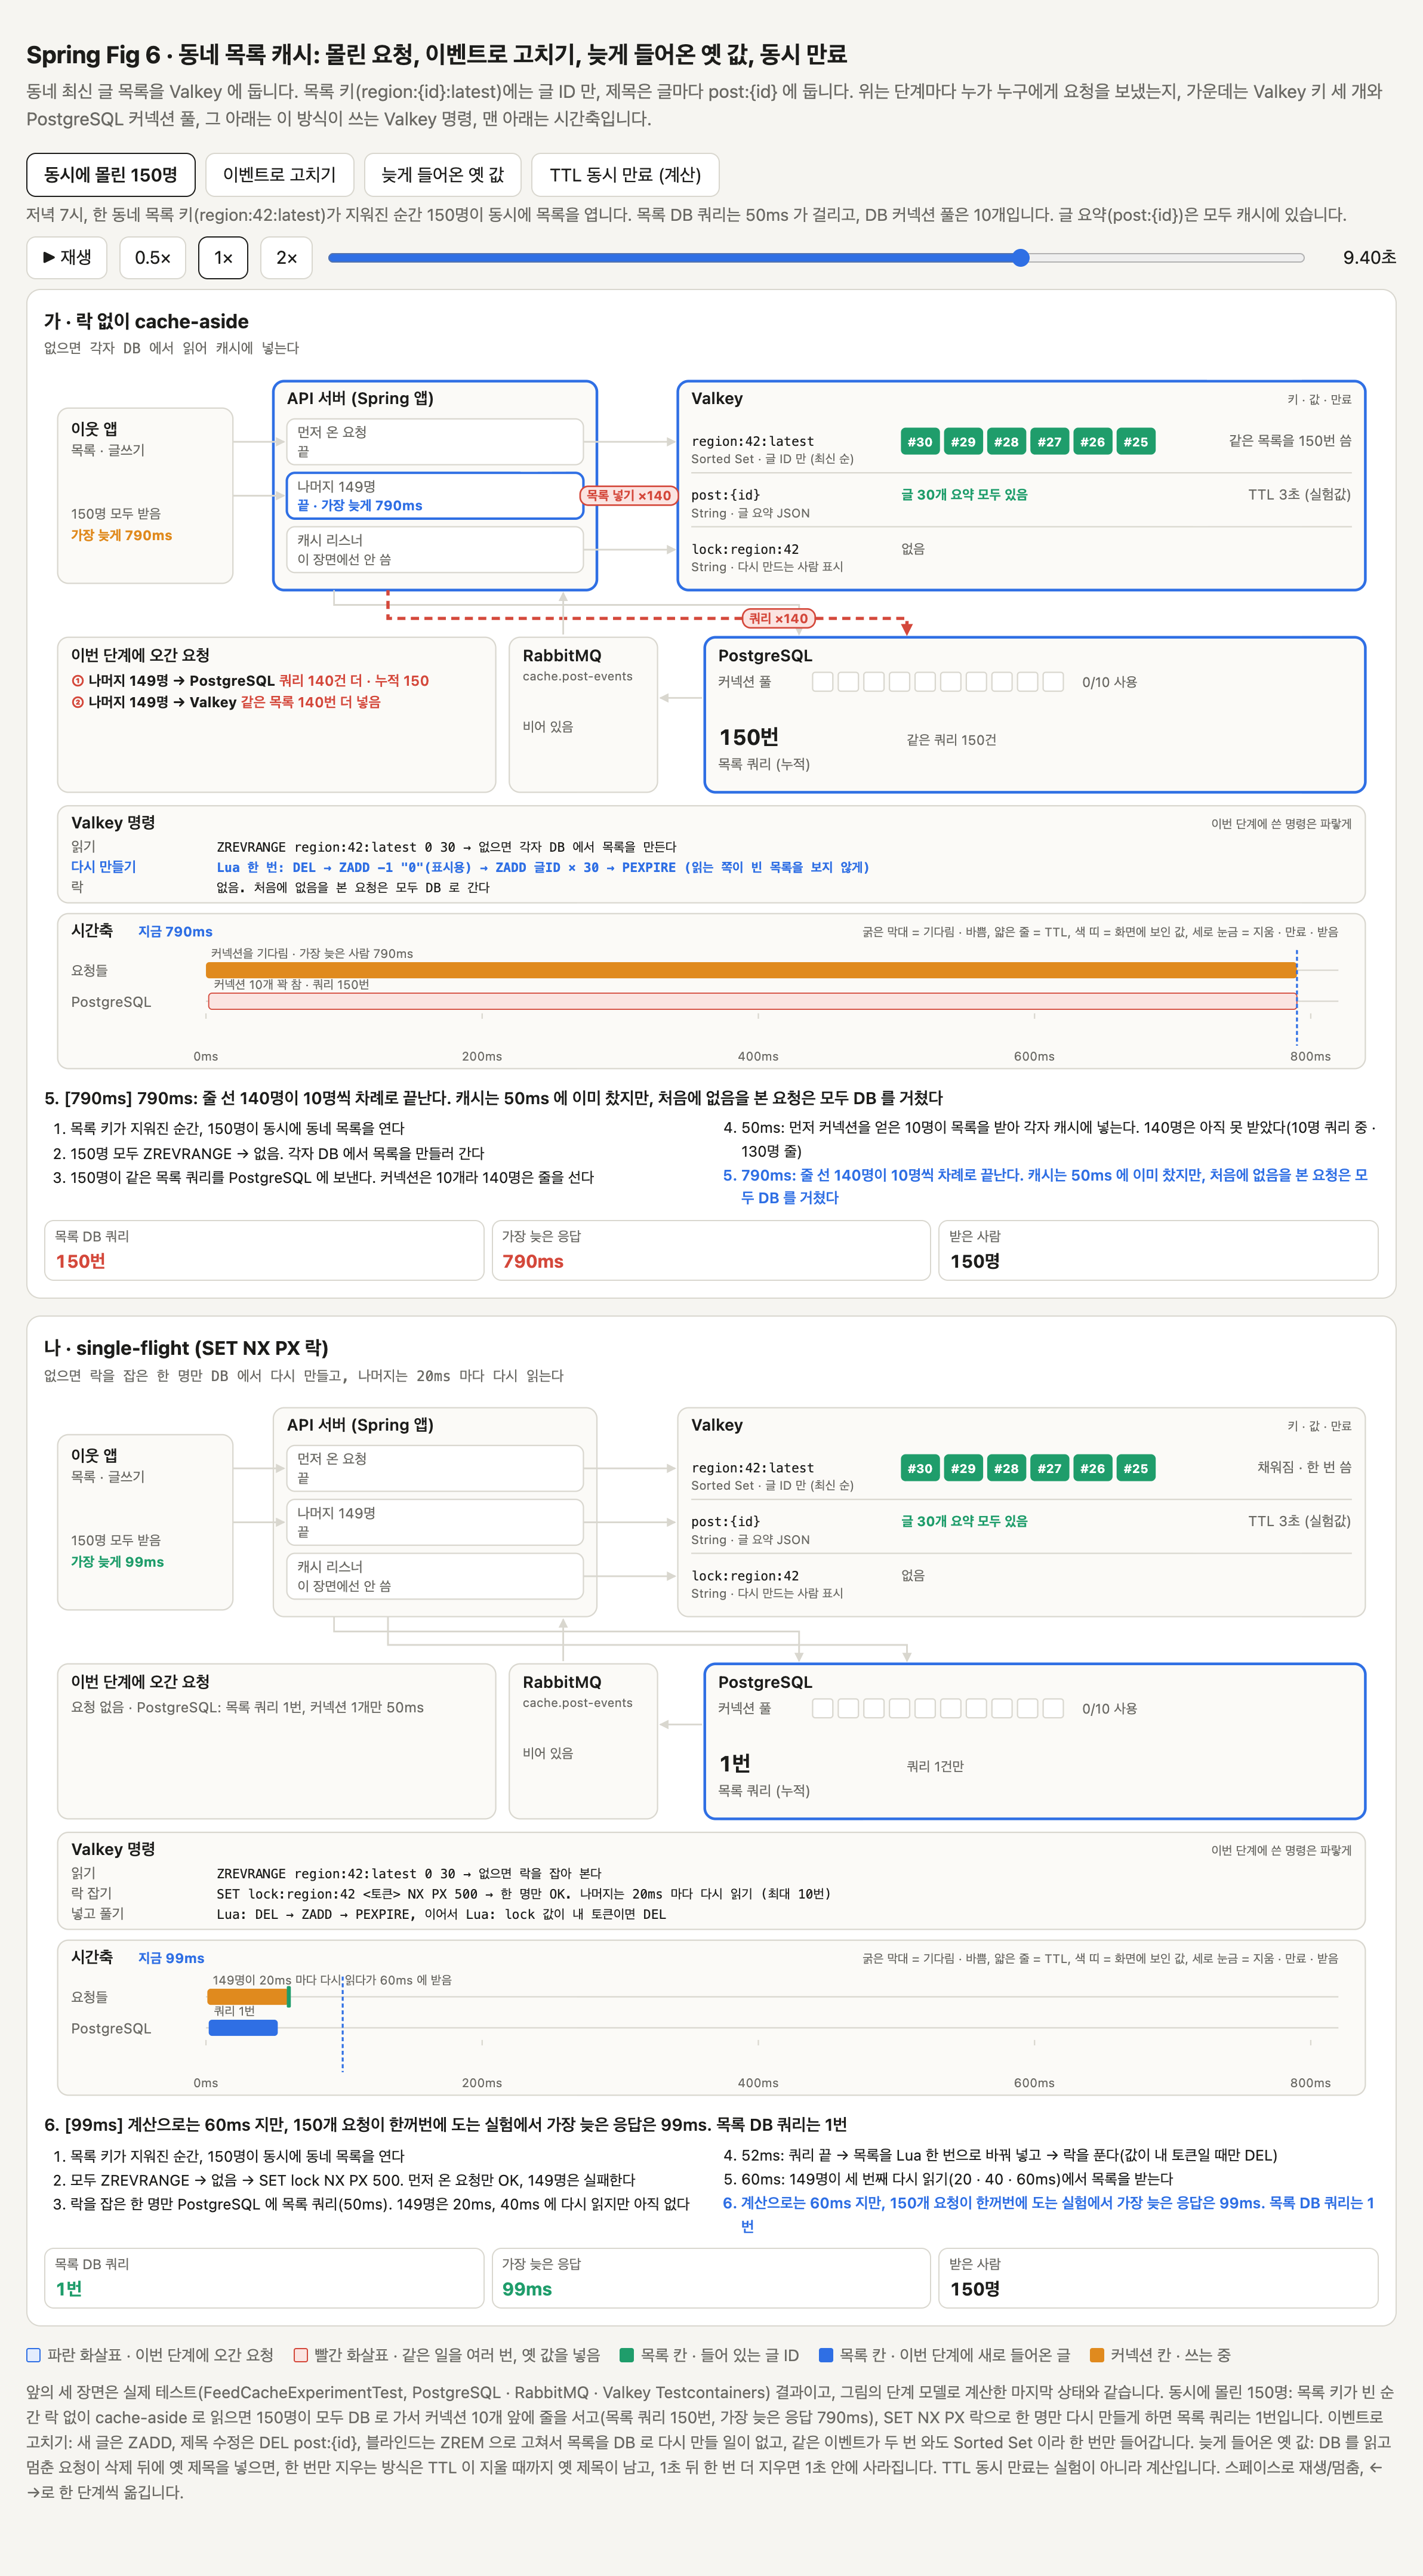 Spring Fig 6 · 동네 목록 캐시: 몰린 요청, 이벤트로 고치기, 늦게 들어온 옛 값, 동시 만료
동네 최신 글 목록을 Valkey 에 둡니다. 목록 키(region:{id}:latest)에는 글 ID 만, 제목은 글마다 post:{id} 에 둡니다. 위는 단계마다 누가 누구에게 요청을 보냈는지, 가운데는 Valkey 키 세 개와
PostgreSQL 커넥션 풀, 그 아래는 이 방식이 쓰는 Valkey 명령, 맨 아래는 시간축입니다.
동시에 몰린 150명
이벤트로 고치기
늦게 들어온 옛 값
TTL 동시 만료 (계산)
저녁 7시, 한 동네 목록 키(region:42:latest)가 지워진 순간 150명이 동시에 목록을 엽니다. 목록 DB 쿼리는 50ms 가 걸리고, DB 커넥션 풀은 10개입니다. 글 요약(post:{id})은 모두 캐시에 있습니다.
▶ 재생
0.5×
1×
2×
9.40초
가 · 락 없이 cache-aside
없으면 각자 DB 에서 읽어 캐시에 넣는다
이웃 앱
목록 · 글쓰기
150명 모두 받음
가장 늦게 790ms
API 서버 (Spring 앱)
먼저 온 요청
끝
나머지 149명
끝 · 가장 늦게 790ms
캐시 리스너
이 장면에선 안 씀
목록 넣기 ×140
Valkey
키 · 값 · 만료
region:42:latest
Sorted Set · 글 ID 만 (최신 순)
#30 #29 #28 #27 #26 #25
같은 목록을 150번 씀
post:{id}
String · 글 요약 JSON
글 30개 요약 모두 있음
TTL 3초 (실험값)
lock:region:42
String · 다시 만드는 사람 표시
없음
쿼리 ×140
이번 단계에 오간 요청
① 나머지 149명 → PostgreSQL 쿼리 140건 더 · 누적 150
② 나머지 149명 → Valkey 같은 목록 140번 더 넣음
RabbitMQ
cache.post-events
비어 있음
PostgreSQL
커넥션 풀
0/10 사용
150번
같은 쿼리 150건
목록 쿼리 (누적)
Valkey 명령
이번 단계에 쓴 명령은 파랗게
읽기 ZREVRANGE region:42:latest 0 30 → 없으면 각자 DB 에서 목록을 만든다
다시 만들기 Lua 한 번: DEL → ZADD −1 "0"(표시용) → ZADD 글ID × 30 → PEXPIRE (읽는 쪽이 빈 목록을 보지 않게)
락 없음. 처음에 없음을 본 요청은 모두 DB 로 간다
시간축
지금 790ms
굵은 막대 = 기다림 · 바쁨, 얇은 줄 = TTL, 색 띠 = 화면에 보인 값, 세로 눈금 = 지움 · 만료 · 받음
커넥션을 기다림 · 가장 늦은 사람 790ms
요청들
커넥션 10개 꽉 참 · 쿼리 150번
PostgreSQL
0ms 200ms 400ms 600ms 800ms
5. [790ms] 790ms: 줄 선 140명이 10명씩 차례로 끝난다. 캐시는 50ms 에 이미 찼지만, 처음에 없음을 본 요청은 모두 DB 를 거쳤다
1. 목록 키가 지워진 순간, 150명이 동시에 동네 목록을 연다
2. 150명 모두 ZREVRANGE → 없음. 각자 DB 에서 목록을 만들러 간다
3. 150명이 같은 목록 쿼리를 PostgreSQL 에 보낸다. 커넥션은 10개라 140명은 줄을 선다
4. 50ms: 먼저 커넥션을 얻은 10명이 목록을 받아 각자 캐시에 넣는다. 140명은 아직 못 받았다(10명 쿼리 중 ·
130명 줄)
5. 790ms: 줄 선 140명이 10명씩 차례로 끝난다. 캐시는 50ms 에 이미 찼지만, 처음에 없음을 본 요청은 모
두 DB 를 거쳤다
목록 DB 쿼리
150번
가장 늦은 응답
790ms
받은 사람
150명
나 · single-flight (SET NX PX 락)
없으면 락을 잡은 한 명만 DB 에서 다시 만들고, 나머지는 20ms 마다 다시 읽는다
이웃 앱
목록 · 글쓰기
150명 모두 받음
가장 늦게 99ms
API 서버 (Spring 앱)
먼저 온 요청
끝
나머지 149명
끝
캐시 리스너
이 장면에선 안 씀
Valkey
키 · 값 · 만료
region:42:latest
Sorted Set · 글 ID 만 (최신 순)
#30 #29 #28 #27 #26 #25
채워짐 · 한 번 씀
post:{id}
String · 글 요약 JSON
글 30개 요약 모두 있음
TTL 3초 (실험값)
lock:region:42
String · 다시 만드는 사람 표시
없음
이번 단계에 오간 요청
요청 없음 · PostgreSQL: 목록 쿼리 1번, 커넥션 1개만 50ms
RabbitMQ
cache.post-events
비어 있음
PostgreSQL
커넥션 풀
0/10 사용
1번
쿼리 1건만
목록 쿼리 (누적)
Valkey 명령
이번 단계에 쓴 명령은 파랗게
읽기 ZREVRANGE region:42:latest 0 30 → 없으면 락을 잡아 본다
락 잡기 SET lock:region:42 <토큰> NX PX 500 → 한 명만 OK. 나머지는 20ms 마다 다시 읽기 (최대 10번)
넣고 풀기 Lua: DEL → ZADD → PEXPIRE, 이어서 Lua: lock 값이 내 토큰이면 DEL
시간축
지금 99ms
굵은 막대 = 기다림 · 바쁨, 얇은 줄 = TTL, 색 띠 = 화면에 보인 값, 세로 눈금 = 지움 · 만료 · 받음
149명이 20ms 마다 다시 읽다가 60ms 에 받음
요청들
쿼리 1번
PostgreSQL
0ms 200ms 400ms 600ms 800ms
6. [99ms] 계산으로는 60ms 지만, 150개 요청이 한꺼번에 도는 실험에서 가장 늦은 응답은 99ms. 목록 DB 쿼리는 1번
1. 목록 키가 지워진 순간, 150명이 동시에 동네 목록을 연다
2. 모두 ZREVRANGE → 없음 → SET lock NX PX 500. 먼저 온 요청만 OK, 149명은 실패한다
3. 락을 잡은 한 명만 PostgreSQL 에 목록 쿼리(50ms). 149명은 20ms, 40ms 에 다시 읽지만 아직 없다
4. 52ms: 쿼리 끝 → 목록을 Lua 한 번으로 바꿔 넣고 → 락을 푼다(값이 내 토큰일 때만 DEL)
5. 60ms: 149명이 세 번째 다시 읽기(20 · 40 · 60ms)에서 목록을 받는다
6. 계산으로는 60ms 지만, 150개 요청이 한꺼번에 도는 실험에서 가장 늦은 응답은 99ms. 목록 DB 쿼리는 1
번
목록 DB 쿼리
1번
가장 늦은 응답
99ms
받은 사람
150명
파란 화살표 · 이번 단계에 오간 요청
빨간 화살표 · 같은 일을 여러 번, 옛 값을 넣음
목록 칸 · 들어 있는 글 ID
목록 칸 · 이번 단계에 새로 들어온 글
커넥션 칸 · 쓰는 중
앞의 세 장면은 실제 테스트(FeedCacheExperimentTest, PostgreSQL · RabbitMQ · Valkey Testcontainers) 결과이고, 그림의 단계 모델로 계산한 마지막 상태와 같습니다. 동시에 몰린 150명: 목록 키가 빈 순
간 락 없이 cache-aside 로 읽으면 150명이 모두 DB 로 가서 커넥션 10개 앞에 줄을 서고(목록 쿼리 150번, 가장 늦은 응답 790ms), SET NX PX 락으로 한 명만 다시 만들게 하면 목록 쿼리는 1번입니다. 이벤트로
고치기: 새 글은 ZADD, 제목 수정은 DEL post:{id}, 블라인드는 ZREM 으로 고쳐서 목록을 DB 로 다시 만들 일이 없고, 같은 이벤트가 두 번 와도 Sorted Set 이라 한 번만 들어갑니다. 늦게 들어온 옛 값: DB 를 읽고
멈춘 요청이 삭제 뒤에 옛 제목을 넣으면, 한 번만 지우는 방식은 TTL 이 지울 때까지 옛 제목이 남고, 1초 뒤 한 번 더 지우면 1초 안에 사라집니다. TTL 동시 만료는 실험이 아니라 계산입니다. 스페이스로 재생/멈춤, ←
→로 한 단계씩 옮깁니다.